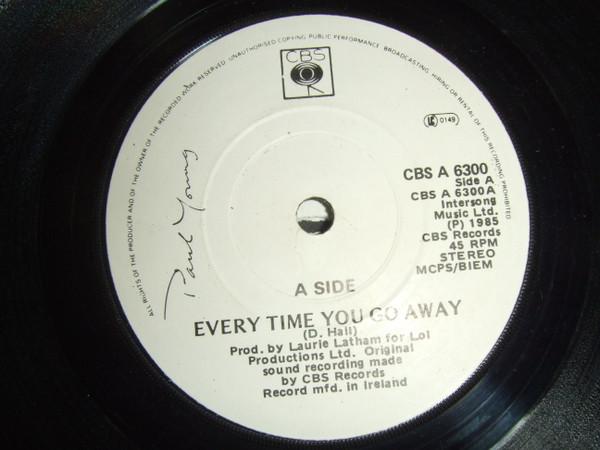 ALL RIGHTS OF THE PRODUCER AND OF THE OWNER OF THE RECORDED WORK RESERVED. UNAUTHORISED COPYING PUBLIC PERFORMANCE BROADCASTING, HIRING OR RENTAL OF THIS RECORDING PROHIBITED
CBS
LC 0149
Paul Young
CBS A 6300
Side A
CBS A 6300A
Intersong
Music Ltd.
(P) 1985
CBS Records
45 RPM
STEREO
MCPS/BIEM
A SIDE
EVERY TIME YOU GO AWAY
(D. Hall)
Prod. by Laurie Latham for Lol
Productions Ltd. Original
sound recording made
by CBS Records
Record mfd. in Ireland